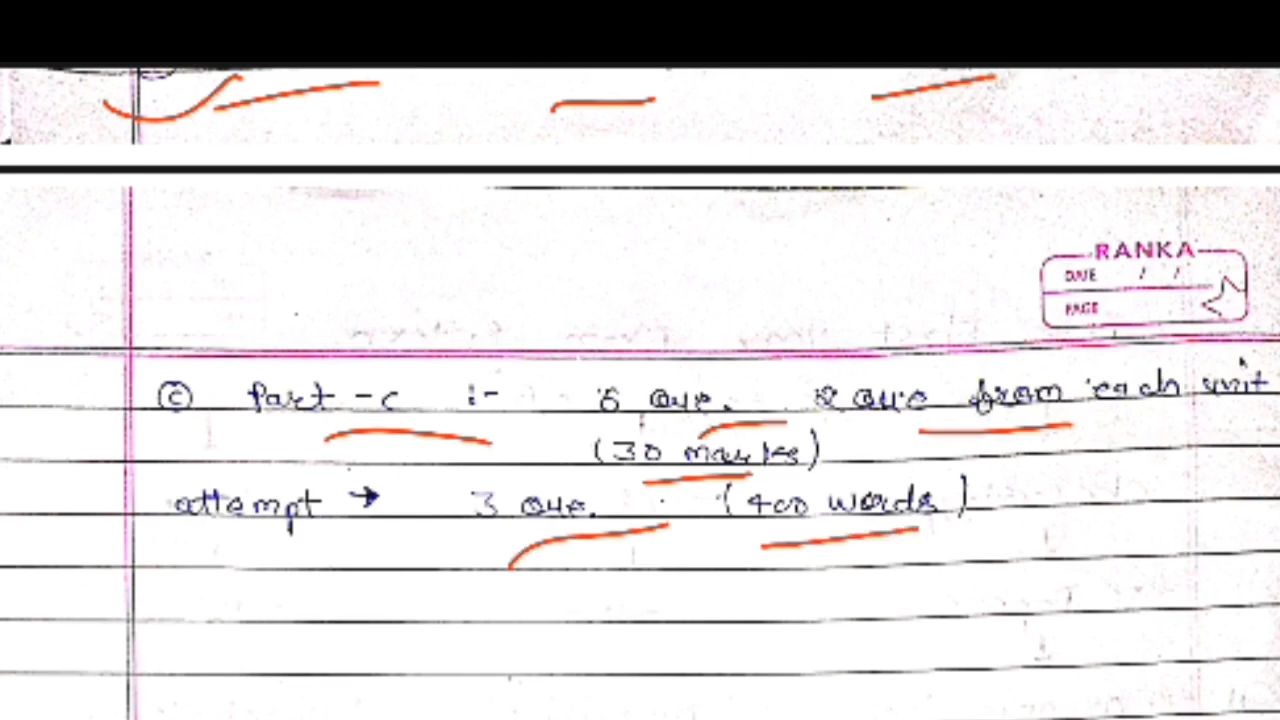 RANKA
DATE / /
PAGE
Ⓒ Part -C :- 6 Que. 2 Que from each unit
(30 marks)
attempt → 3 Que. (400 words)